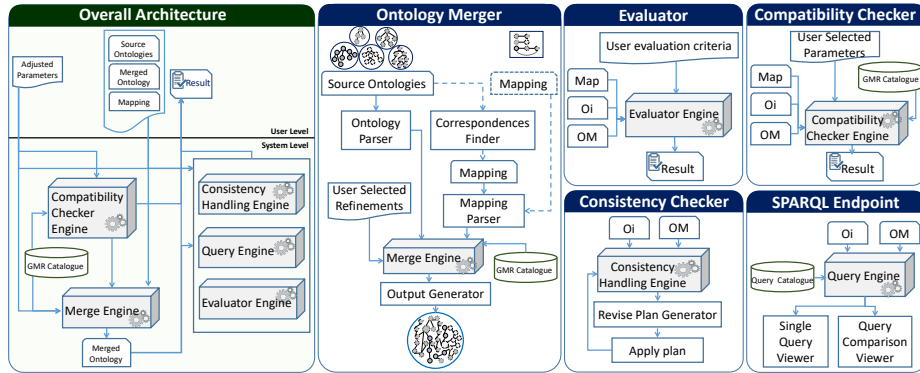 Overall Architecture
Adjusted
Parameters
Source
Ontologies
Merged
Ontology
Mapping
Result
User Level
System Level
Compatibility
Checker
Engine
Consistency
Handling Engine
Query Engine
GMR Catalogue
Merge Engine
Evaluator Engine
Merged
Ontology
Ontology Merger
Source Ontologies
Mapping
Ontology
Parser
Correspondences
Finder
Mapping
User Selected
Refinements
Mapping
Parser
Merge Engine
GMR Catalogue
Output Generator
Evaluator
User evaluation criteria
Map
Oi
OM
Evaluator Engine
Result
Compatibility Checker
User Selected
Parameters
GMR Catalogue
Map
Oi
OM
Compatibility
Checker Engine
Result
Consistency Checker
Oi
OM
Consistency
Handling Engine
Revise Plan Generator
Apply plan
SPARQL Endpoint
Oi
OM
Query Catalogue
Query Engine
Single
Query
Viewer
Query
Comparison
Viewer